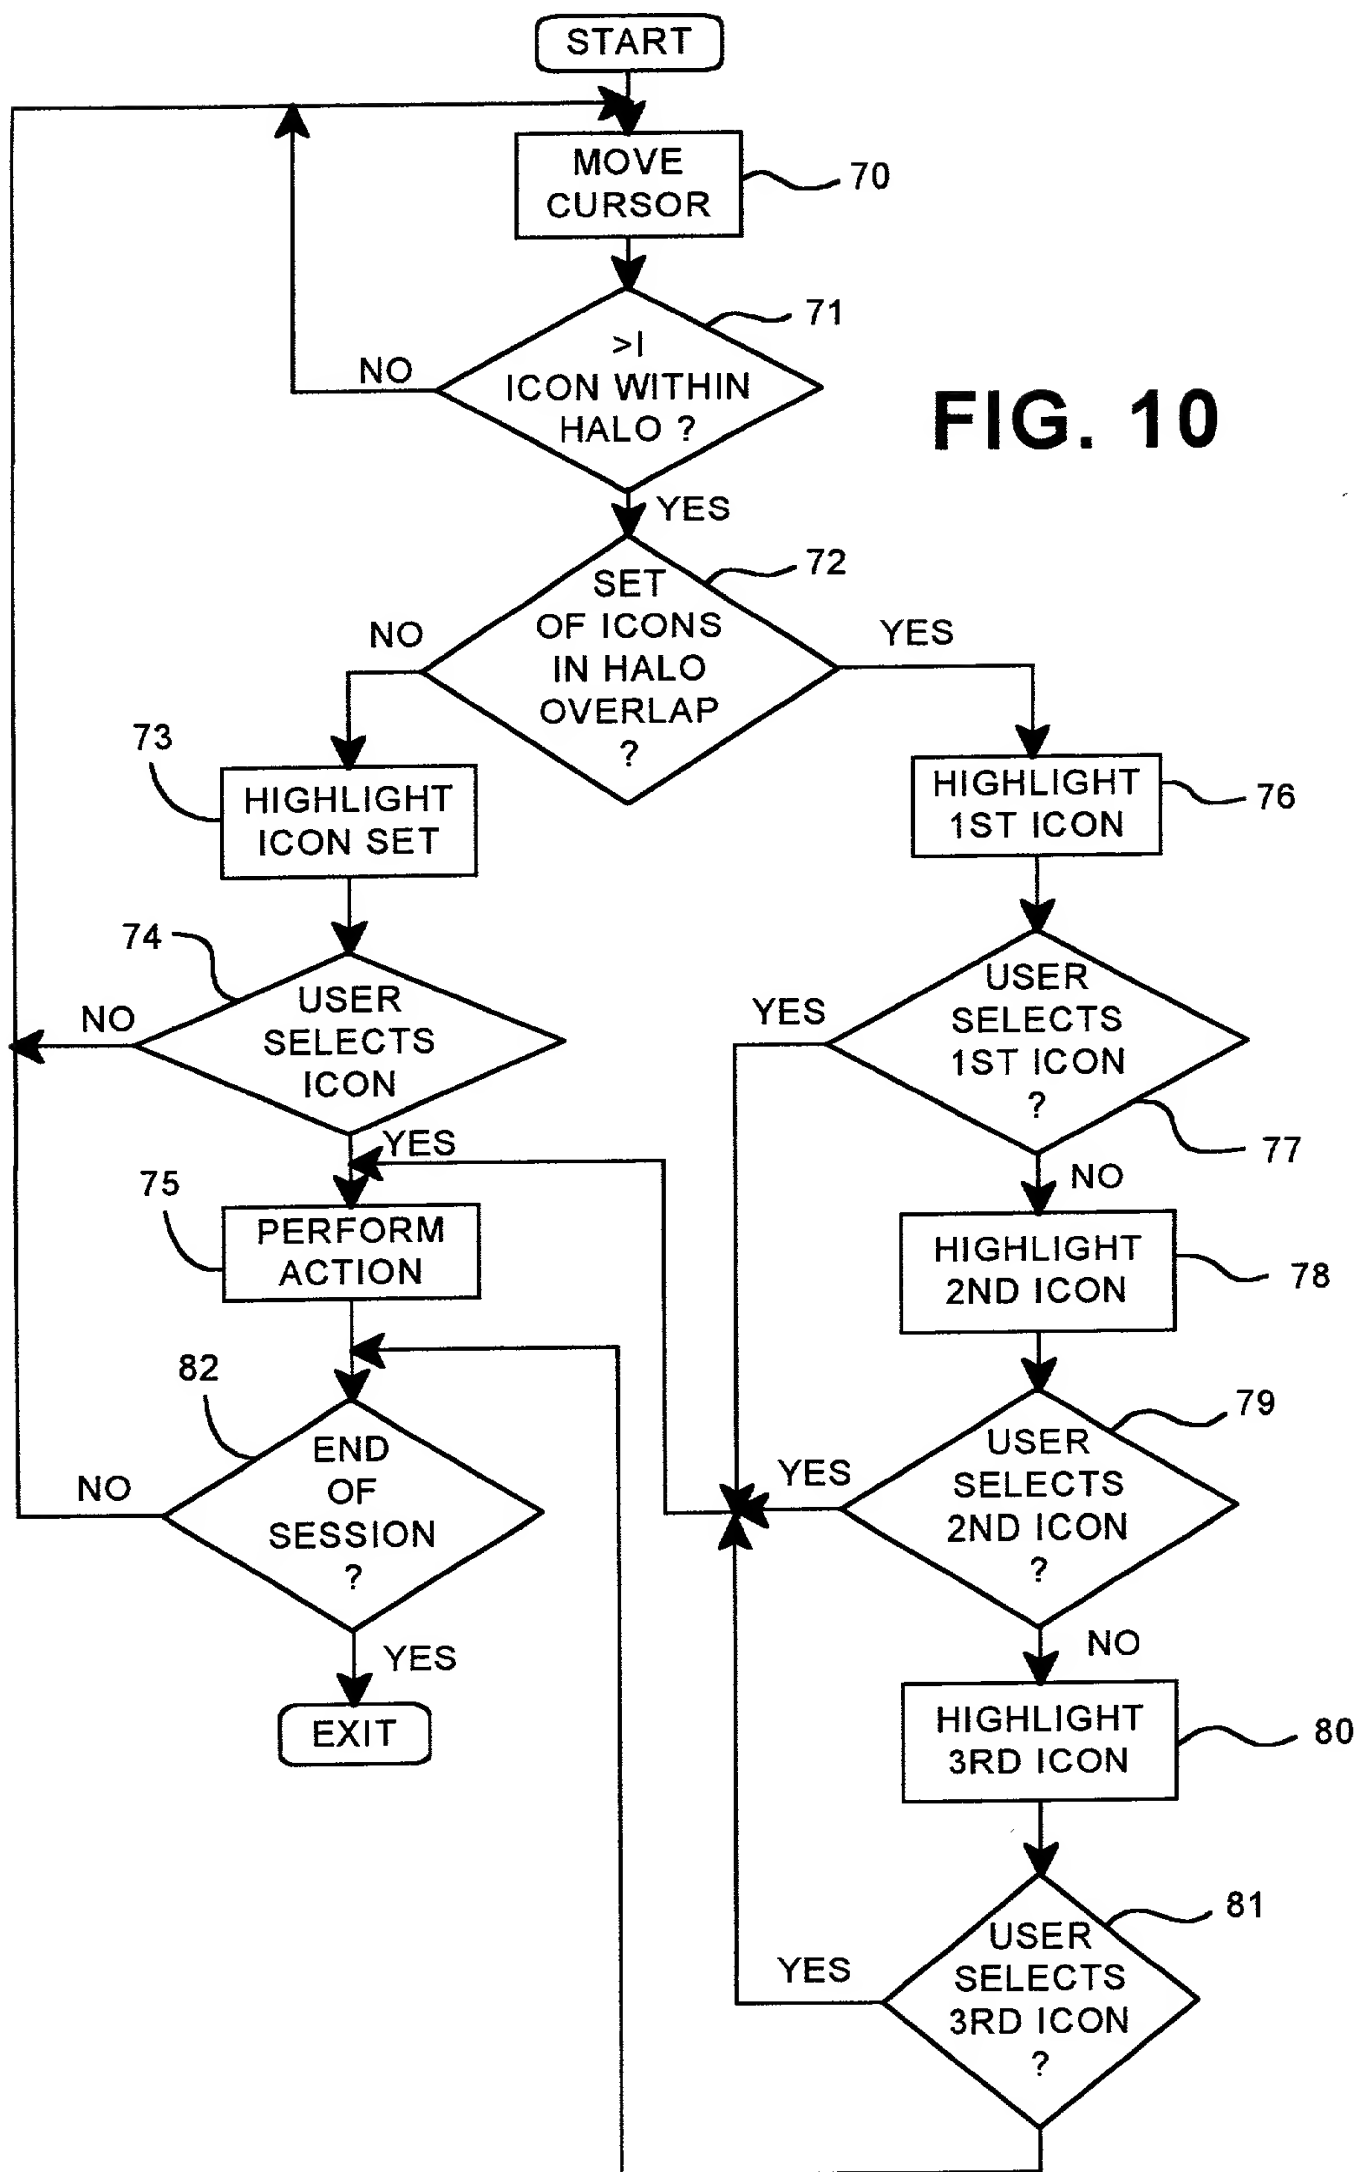 START
MOVE
CURSOR
70
71
>I
ICON WITHIN
HALO ?
NO
FIG. 10
YES
72
SET
OF ICONS
IN HALO
OVERLAP
?
NO
YES
73
HIGHLIGHT
ICON SET
HIGHLIGHT
1ST ICON
76
74
USER
SELECTS
ICON
NO
YES
USER
SELECTS
1ST ICON
?
YES
77
NO
75
PERFORM
ACTION
HIGHLIGHT
2ND ICON
78
82
END
OF
SESSION
?
NO
YES
EXIT
79
USER
SELECTS
2ND ICON
?
YES
NO
HIGHLIGHT
3RD ICON
80
81
USER
SELECTS
3RD ICON
?
YES